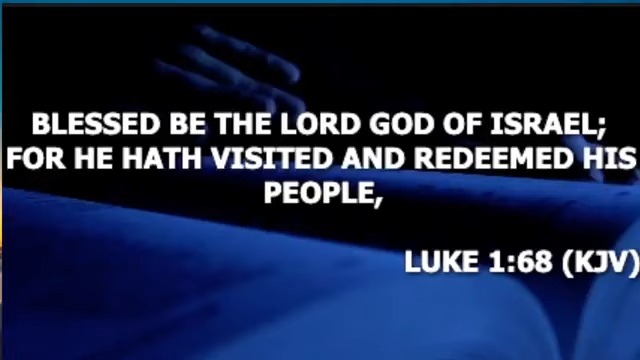 BLESSED BE THE LORD GOD OF ISRAEL;
FOR HE HATH VISITED AND REDEEMED HIS
PEOPLE,
LUKE 1:68 (KJV)